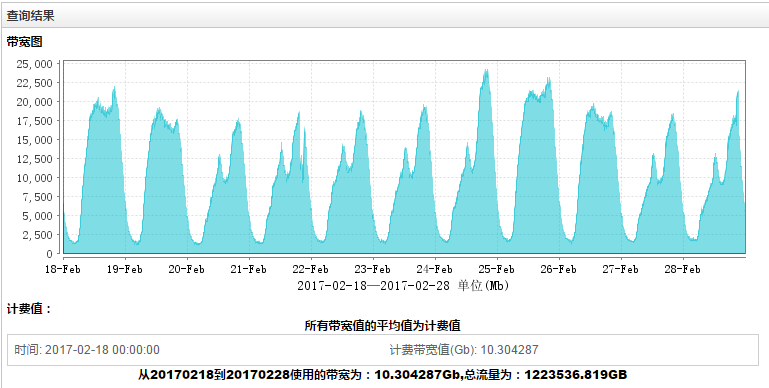 查询结果
带宽图
25,000
22,500
20,000
17,500
15,000
12,500
10,000
7,500
5,000
2,500
0
18-Feb 19-Feb 20-Feb 21-Feb 22-Feb 23-Feb 24-Feb 25-Feb 26-Feb 27-Feb 28-Feb
2017-02-18——2017-02-28 单位(Mb)
计费值：
所有带宽值的平均值为计费值
时间: 2017-02-18 00:00:00 计费带宽值(Gb): 10.304287
从20170218到20170228使用的带宽为：10.304287Gb,总流量为：1223536.819GB